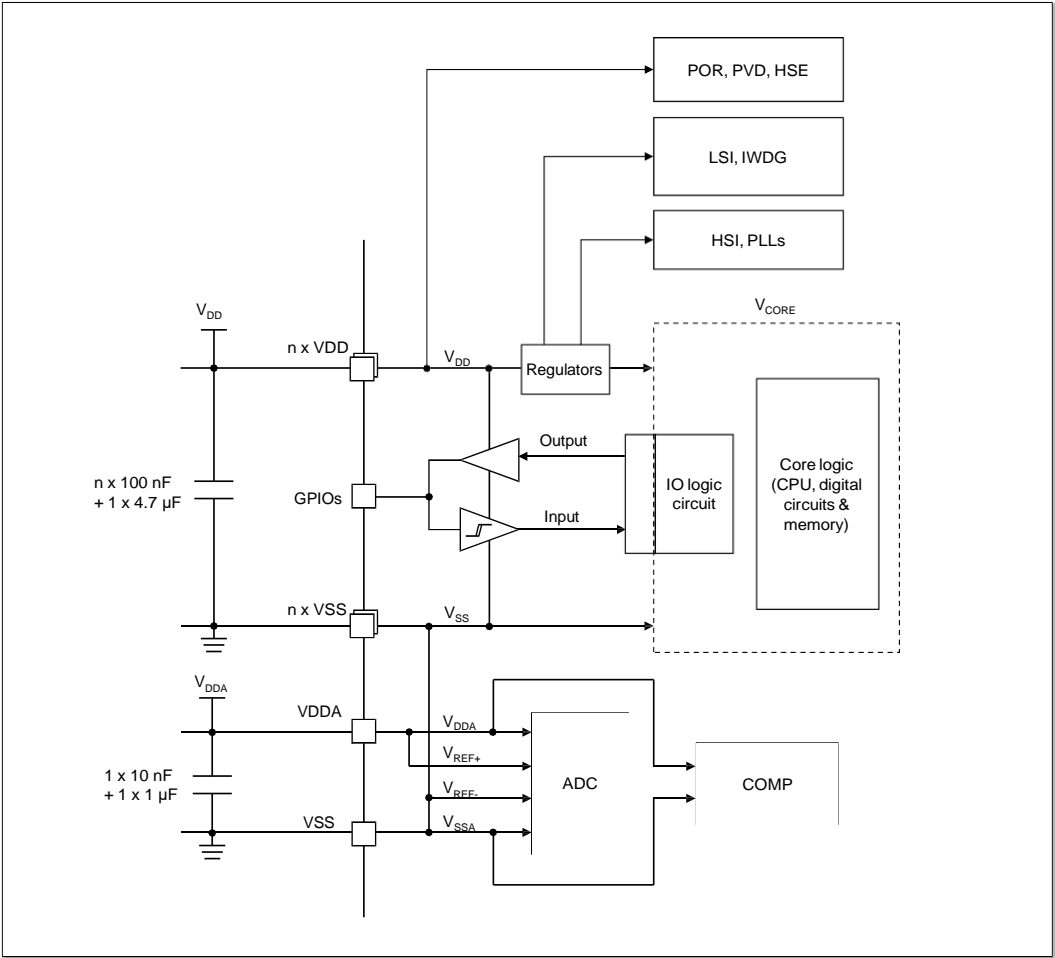 POR, PVD, HSE
LSI, IWDG
HSI, PLLs
VCORE
VDD
n x VDD
VDD
Regulators
Output
n x 100 nF
+ 1 x 4.7 µF
GPIOs
IO logic
circuit
Core logic
(CPU, digital
circuits &
memory)
Input
n x VSS
VSS
VDDA
VDDA
VDDA
VREF+
1 x 10 nF
+ 1 x 1 µF
ADC
COMP
VREF-
VSS
VSSA